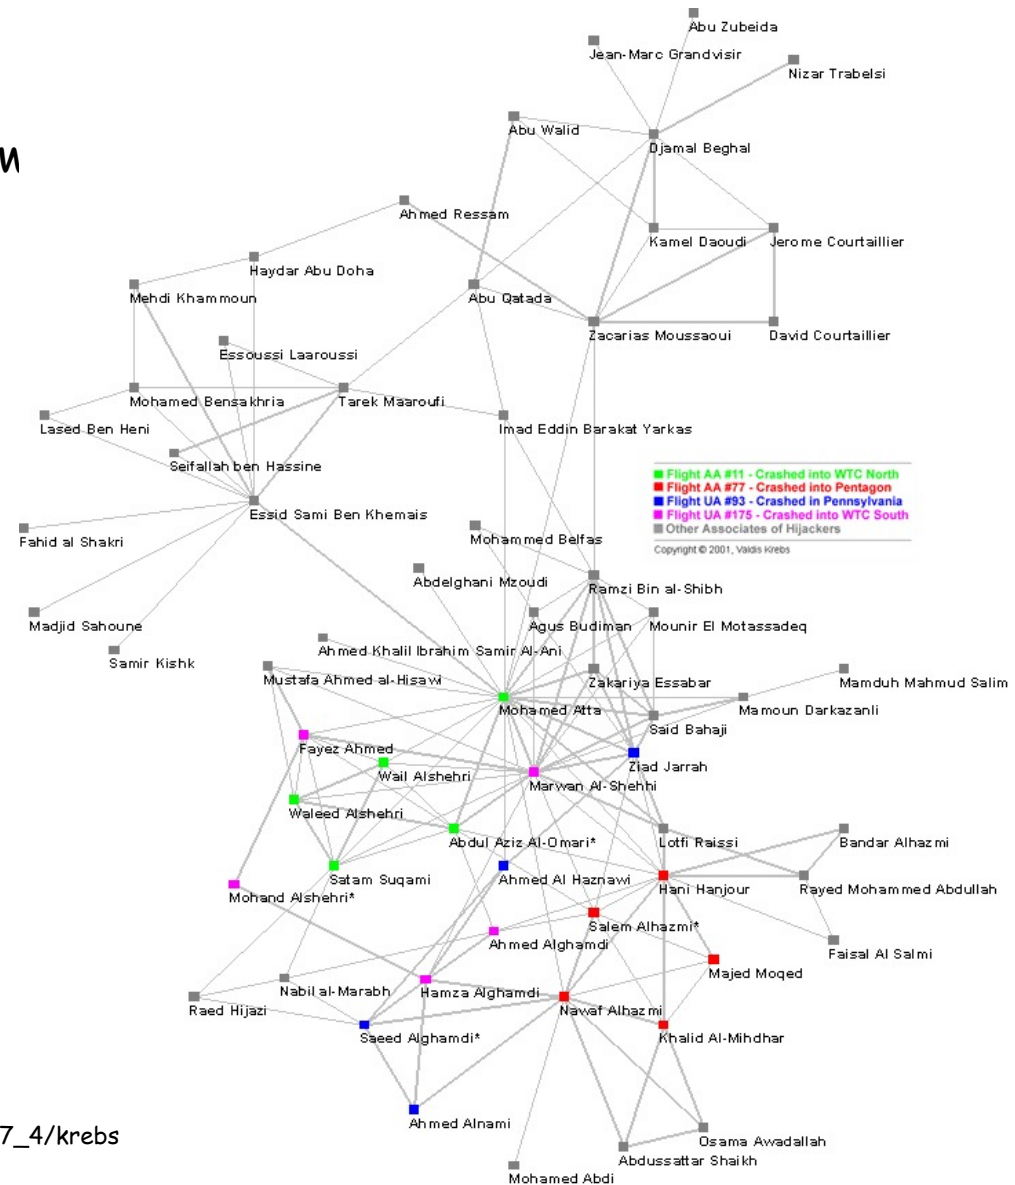 Abu Zubeida
Jean-Marc Grandvisir
Nizar Trabelsi
Abu Walid
Djamal Beghal
Ahmed Ressam
Kamel Daoudi
Jerome Courtaillier
Haydar Abu Doha
Mehdi Khammoun
Abu Qatada
Zacarias Moussaoui
David Courtaillier
Essoussi Laaroussi
Mohamed Bensakhria
Tarek Maaroufi
Lased Ben Heni
Imad Eddin Barakat Yarkas
Seifallah ben Hassine
Flight AA #11 - Crashed into WTC North
Flight AA #77 - Crashed into Pentagon
Flight UA #93 - Crashed in Pennsylvania
Flight UA #175 - Crashed into WTC South
Other Associates of Hijackers
Copyright © 2001, Valdis Krebs
Essid Sami Ben Khemais
Fahid al Shakri
Mohammed Belfas
Abdelghani Mzoudi
Ramzi Bin al-Shibh
Madjid Sahoune
Agus Budiman
Mounir El Motassadeq
Samir Kishk
Ahmed Khalil Ibrahim Samir Al-Ani
Mustafa Ahmed al-Hisawi
Zakariya Essabar
Mamduh Mahmud Salim
Mohamed Atta
Mamoun Darkazanli
Said Bahaji
Fayez Ahmed
Ziad Jarrah
Wail Alshehri
Marwan Al-Shehhi
Waleed Alshehri
Abdul Aziz Al-Omari*
Lotfi Raissi
Bandar Alhazmi
Satam Suqami
Ahmed Al Haznawi
Hani Hanjour
Rayed Mohammed Abdullah
Mohand Alshehri*
Salem Alhazmi*
Ahmed Alghamdi
Faisal Al Salmi
Majed Moqed
Nabil al-Marabh
Hamza Alghamdi
Raed Hijazi
Nawaf Alhazmi
Saeed Alghamdi*
Khalid Al-Mihdhar
Ahmed Alnami
7_4/krebs
Osama Awadallah
Abdussattar Shaikh
Mohamed Abdi